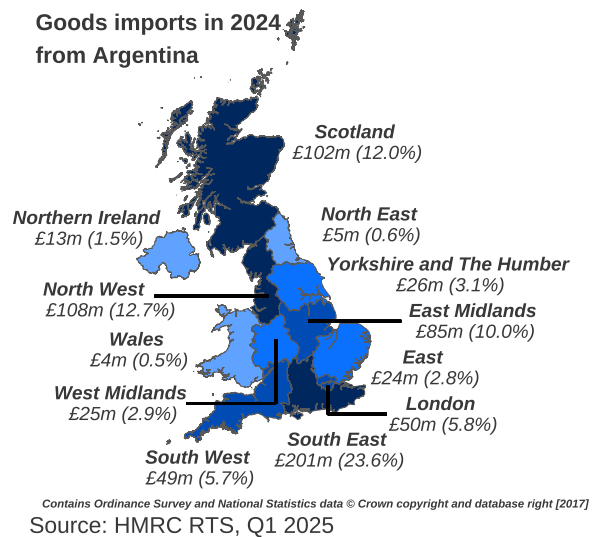 Goods imports in 2024
from Argentina
Scotland
£102m (12.0%)
Northern Ireland
£13m (1.5%)
North East
£5m (0.6%)
Yorkshire and The Humber
£26m (3.1%)
North West
£108m (12.7%)
East Midlands
£85m (10.0%)
Wales
£4m (0.5%)
East
£24m (2.8%)
West Midlands
£25m (2.9%)
London
£50m (5.8%)
South East
£201m (23.6%)
South West
£49m (5.7%)
Contains Ordinance Survey and National Statistics data © Crown copyright and database right [2017]
Source: HMRC RTS, Q1 2025